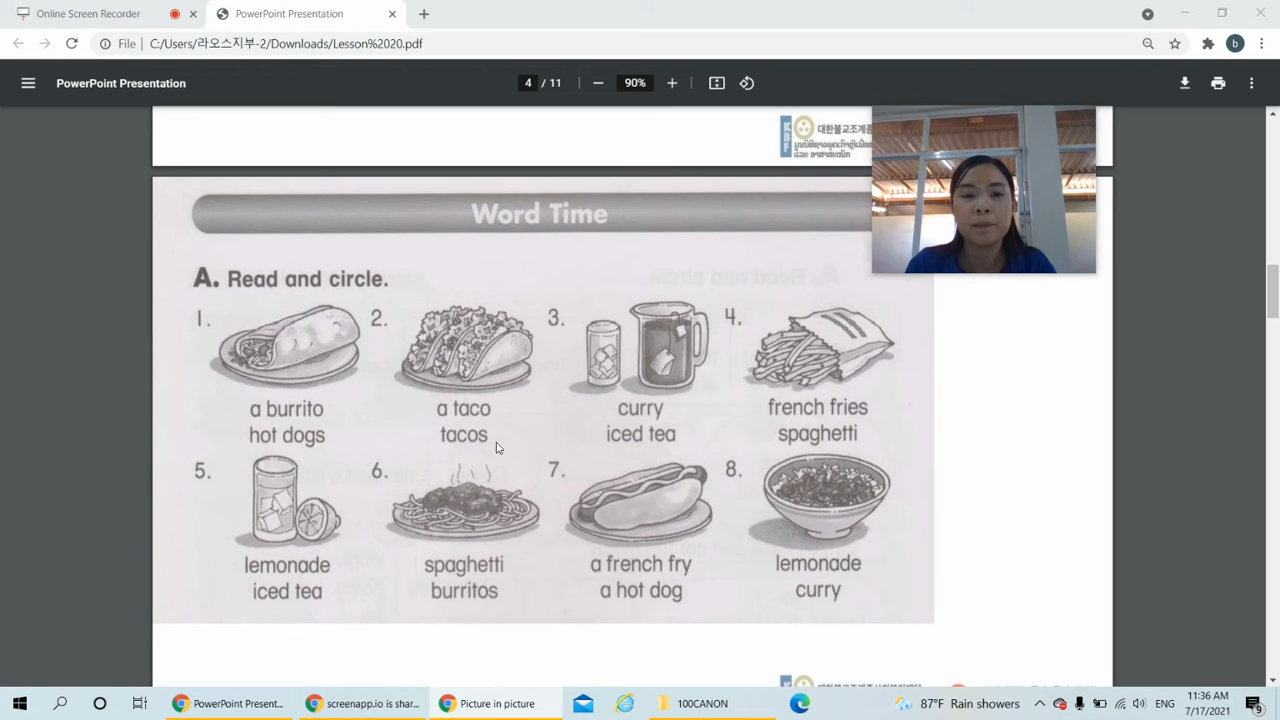 Online Screen Recorder
PowerPoint Presentation
File
C:/Users/라오스지부-2/Downloads/Lesson%2020.pdf
b
PowerPoint Presentation
4 / 11
90%
KBF
Word Time
A. Read and circle.
1.
2.
3.
4.
a burrito
a taco
curry
french fries
hot dogs
tacos
iced tea
spaghetti
5.
6.
7.
8.
lemonade
spaghetti
a french fry
lemonade
iced tea
burritos
a hot dog
curry
PowerPoint Present...
screenapp.io is shar...
Picture in picture
100CANON
87°F Rain showers
ENG
11:36 AM
7/17/2021
9